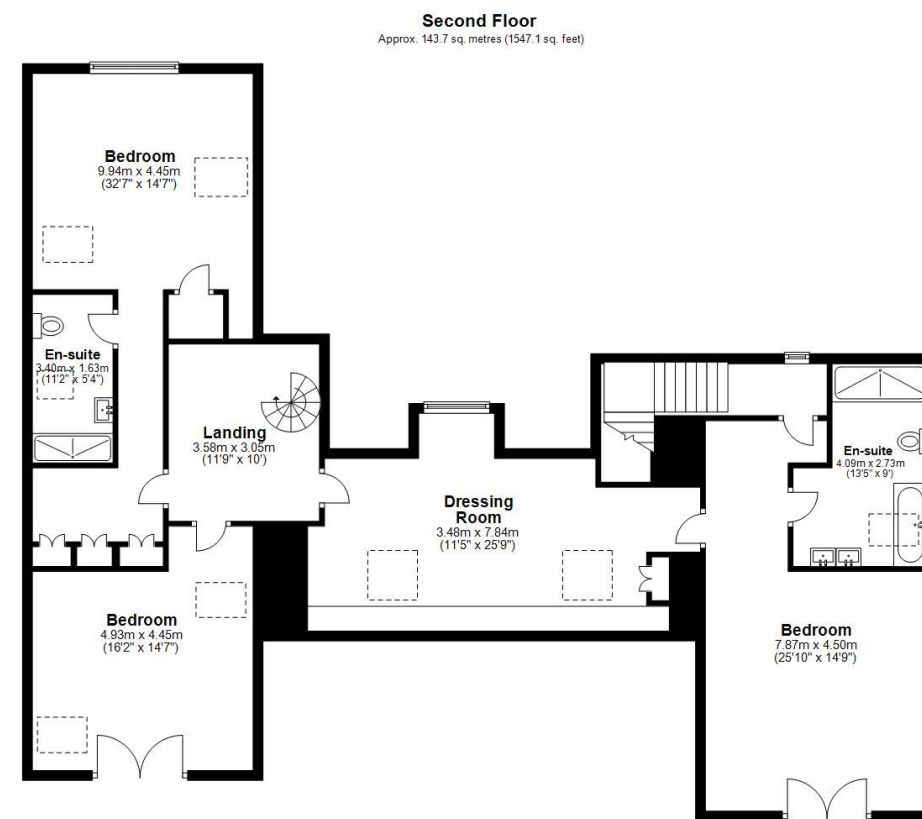 Second Floor
Approx. 143.7 sq. metres (1547.1 sq. feet)
Bedroom
9.94m x 4.45m
(32'7" x 14'7")
En-suite
3.40m x 1.63m
(11'2" x 5'4")
Landing
3.58m x 3.05m
(11'9" x 10')
Dressing
Room
3.48m x 7.84m
(11'5" x 25'9")
En-suite
4.09m x 2.73m
(13'5" x 9')
Bedroom
4.93m x 4.45m
(16'2" x 14'7")
Bedroom
7.87m x 4.50m
(25'10" x 14'9")